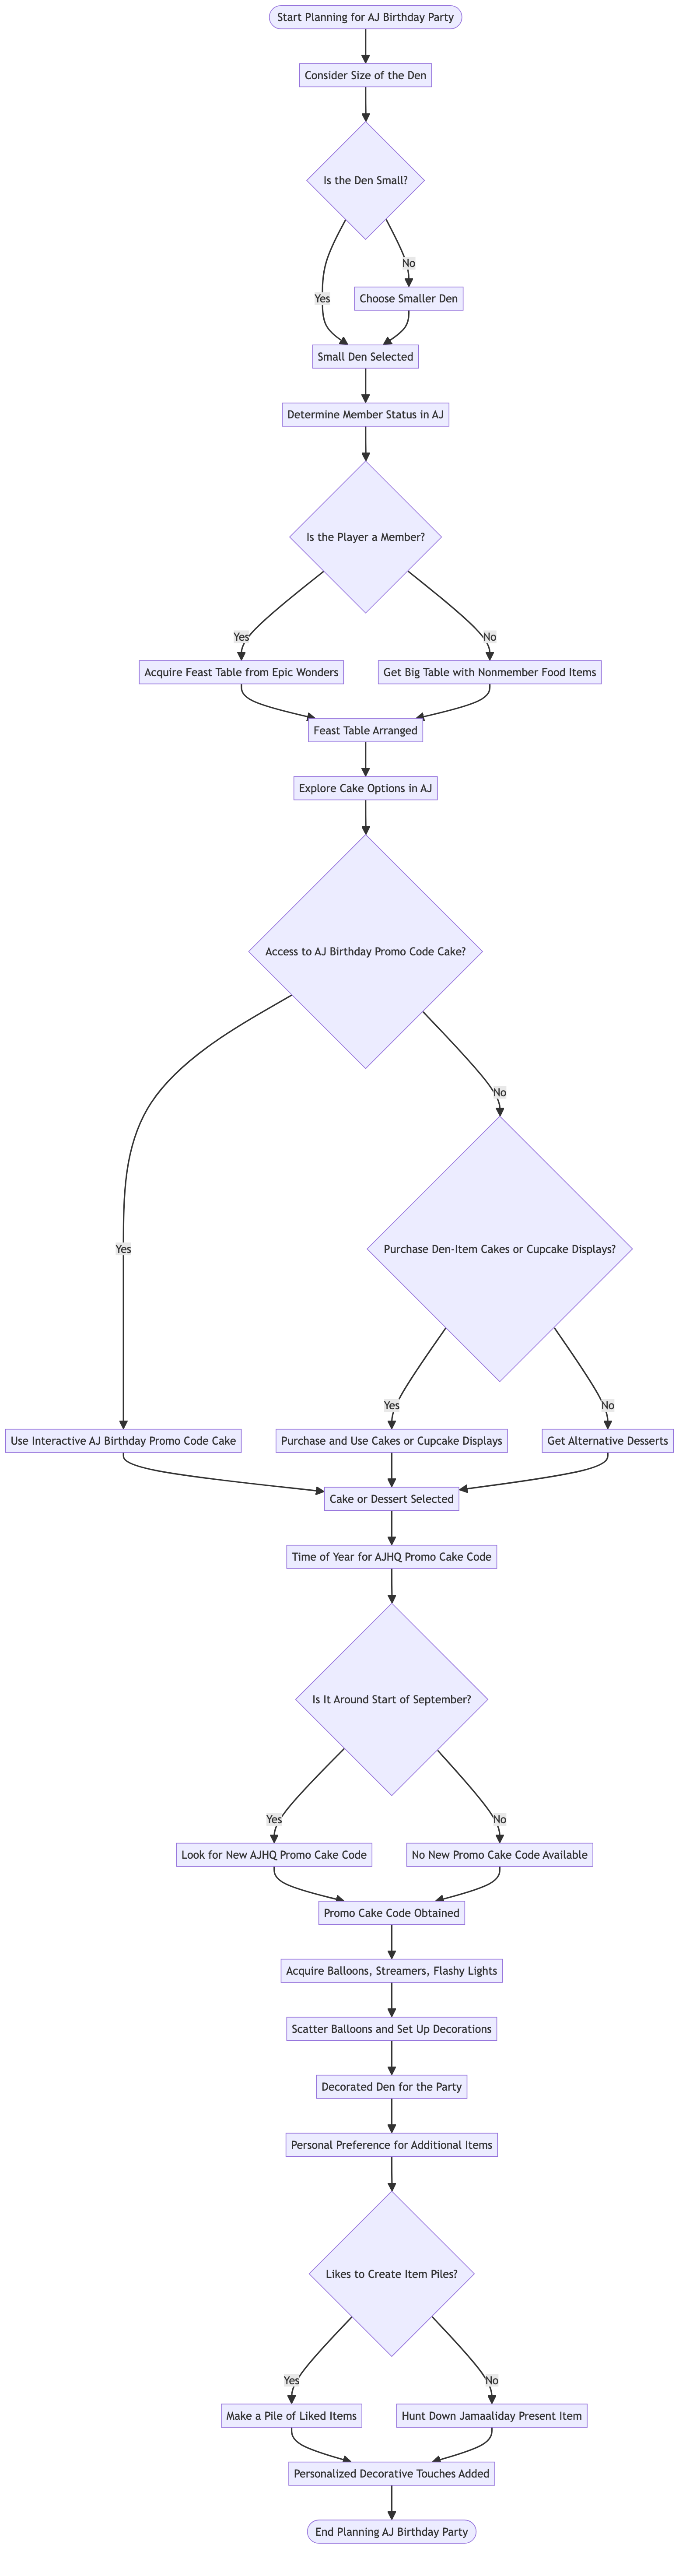 Start Planning for AJ Birthday Party
Consider Size of the Den
Is the Den Small?
No
Yes
Choose Smaller Den
Small Den Selected
Determine Member Status in AJ
Is the Player a Member?
Yes
No
Acquire Feast Table from Epic Wonders
Get Big Table with Nonmember Food Items
Feast Table Arranged
Explore Cake Options in AJ
Access to AJ Birthday Promo Code Cake?
No
Yes
Purchase Den-Item Cakes or Cupcake Displays?
Yes
No
Use Interactive AJ Birthday Promo Code Cake
Purchase and Use Cakes or Cupcake Displays
Get Alternative Desserts
Cake or Dessert Selected
Time of Year for AJHQ Promo Cake Code
Is It Around Start of September?
Yes
No
Look for New AJHQ Promo Cake Code
No New Promo Cake Code Available
Promo Cake Code Obtained
Acquire Balloons, Streamers, Flashy Lights
Scatter Balloons and Set Up Decorations
Decorated Den for the Party
Personal Preference for Additional Items
Likes to Create Item Piles?
Yes
No
Make a Pile of Liked Items
Hunt Down Jamaaliday Present Item
Personalized Decorative Touches Added
End Planning AJ Birthday Party